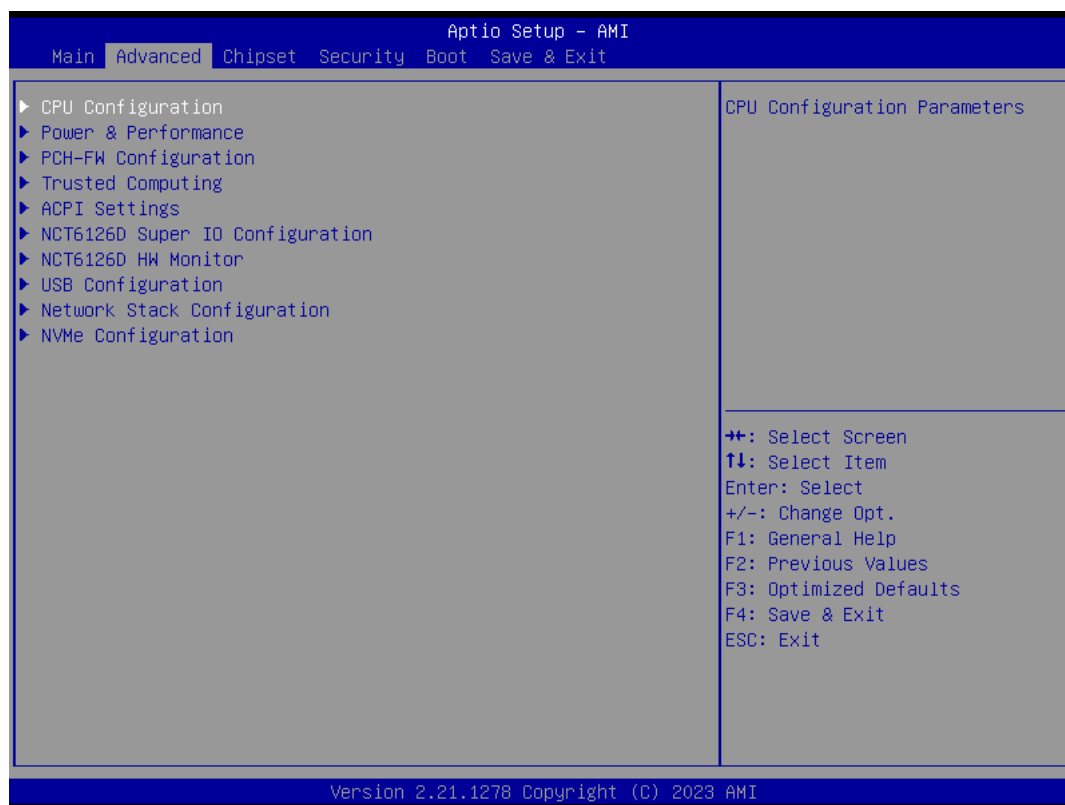 Aptio Setup – AMI
Main Advanced Chipset Security Boot Save & Exit
▶ CPU Configuration
▶ Power & Performance
▶ PCH-FW Configuration
▶ Trusted Computing
▶ ACPI Settings
▶ NCT6126D Super IO Configuration
▶ NCT6126D HW Monitor
▶ USB Configuration
▶ Network Stack Configuration
▶ NVMe Configuration
CPU Configuration Parameters
→←: Select Screen
↑↓: Select Item
Enter: Select
+/-: Change Opt.
F1: General Help
F2: Previous Values
F3: Optimized Defaults
F4: Save & Exit
ESC: Exit
Version 2.21.1278 Copyright (C) 2023 AMI